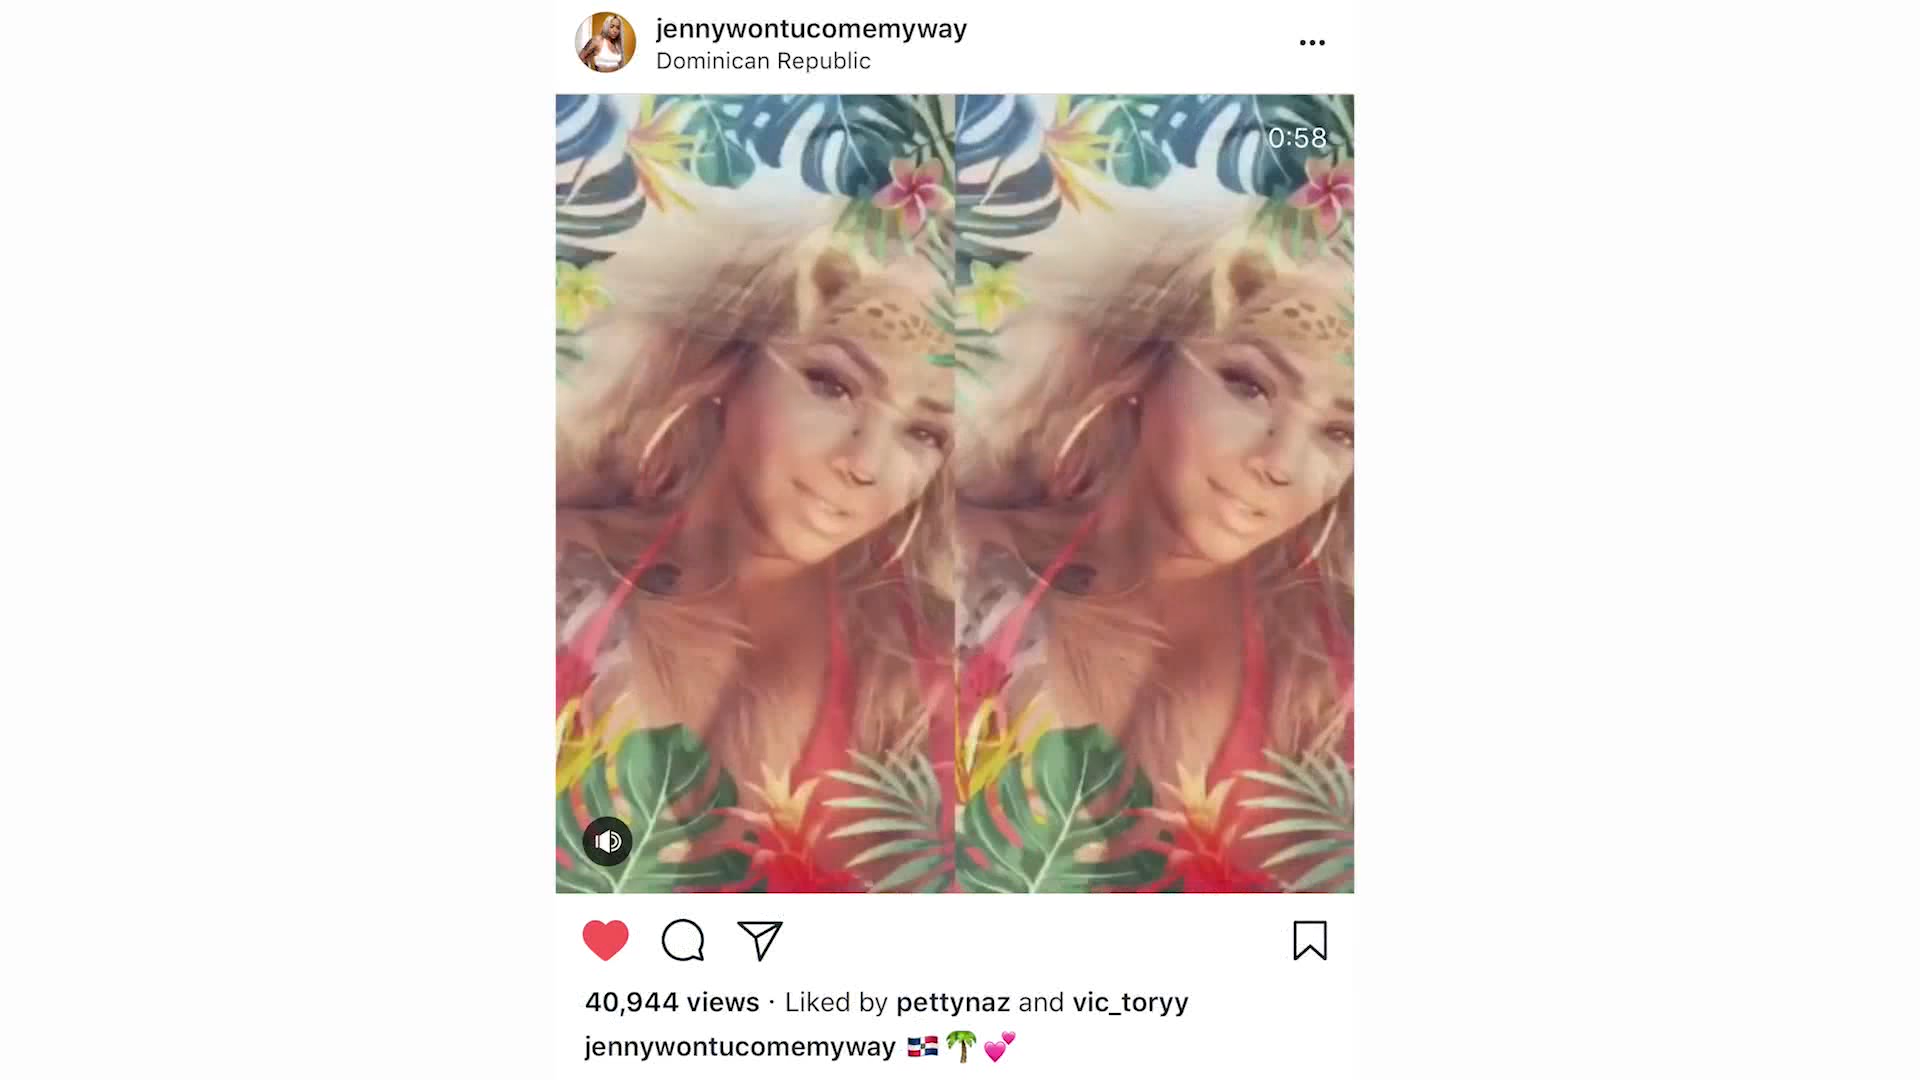 jennywontucomemyway
Dominican Republic
0:58
40,944 views · Liked by pettynaz and vic_toryy
jennywontucomemyway 🇩🇴🌴💕